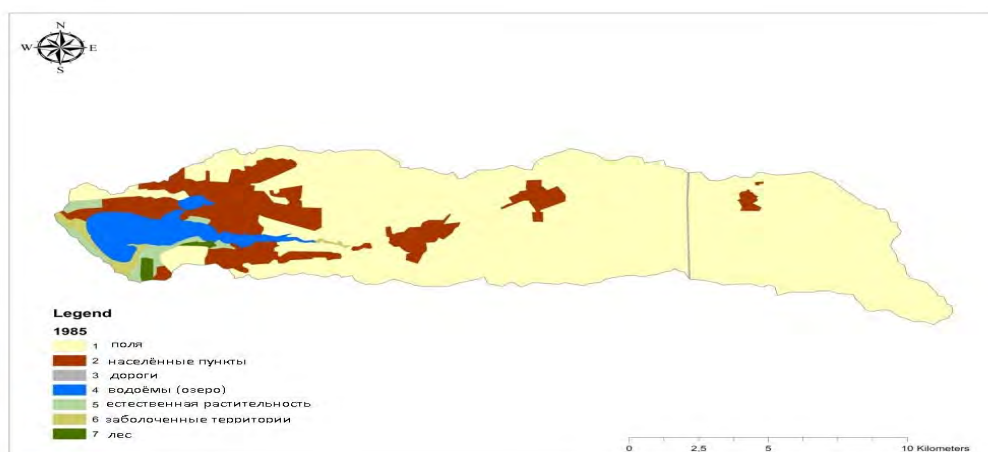 N
W E
S
Legend
1985
1 поля
2 населённые пункты
3 дороги
4 водоёмы (озеро)
5 естественная растительность
6 заболоченные территории
7 лес
0 2,5 5 10 Kilometers